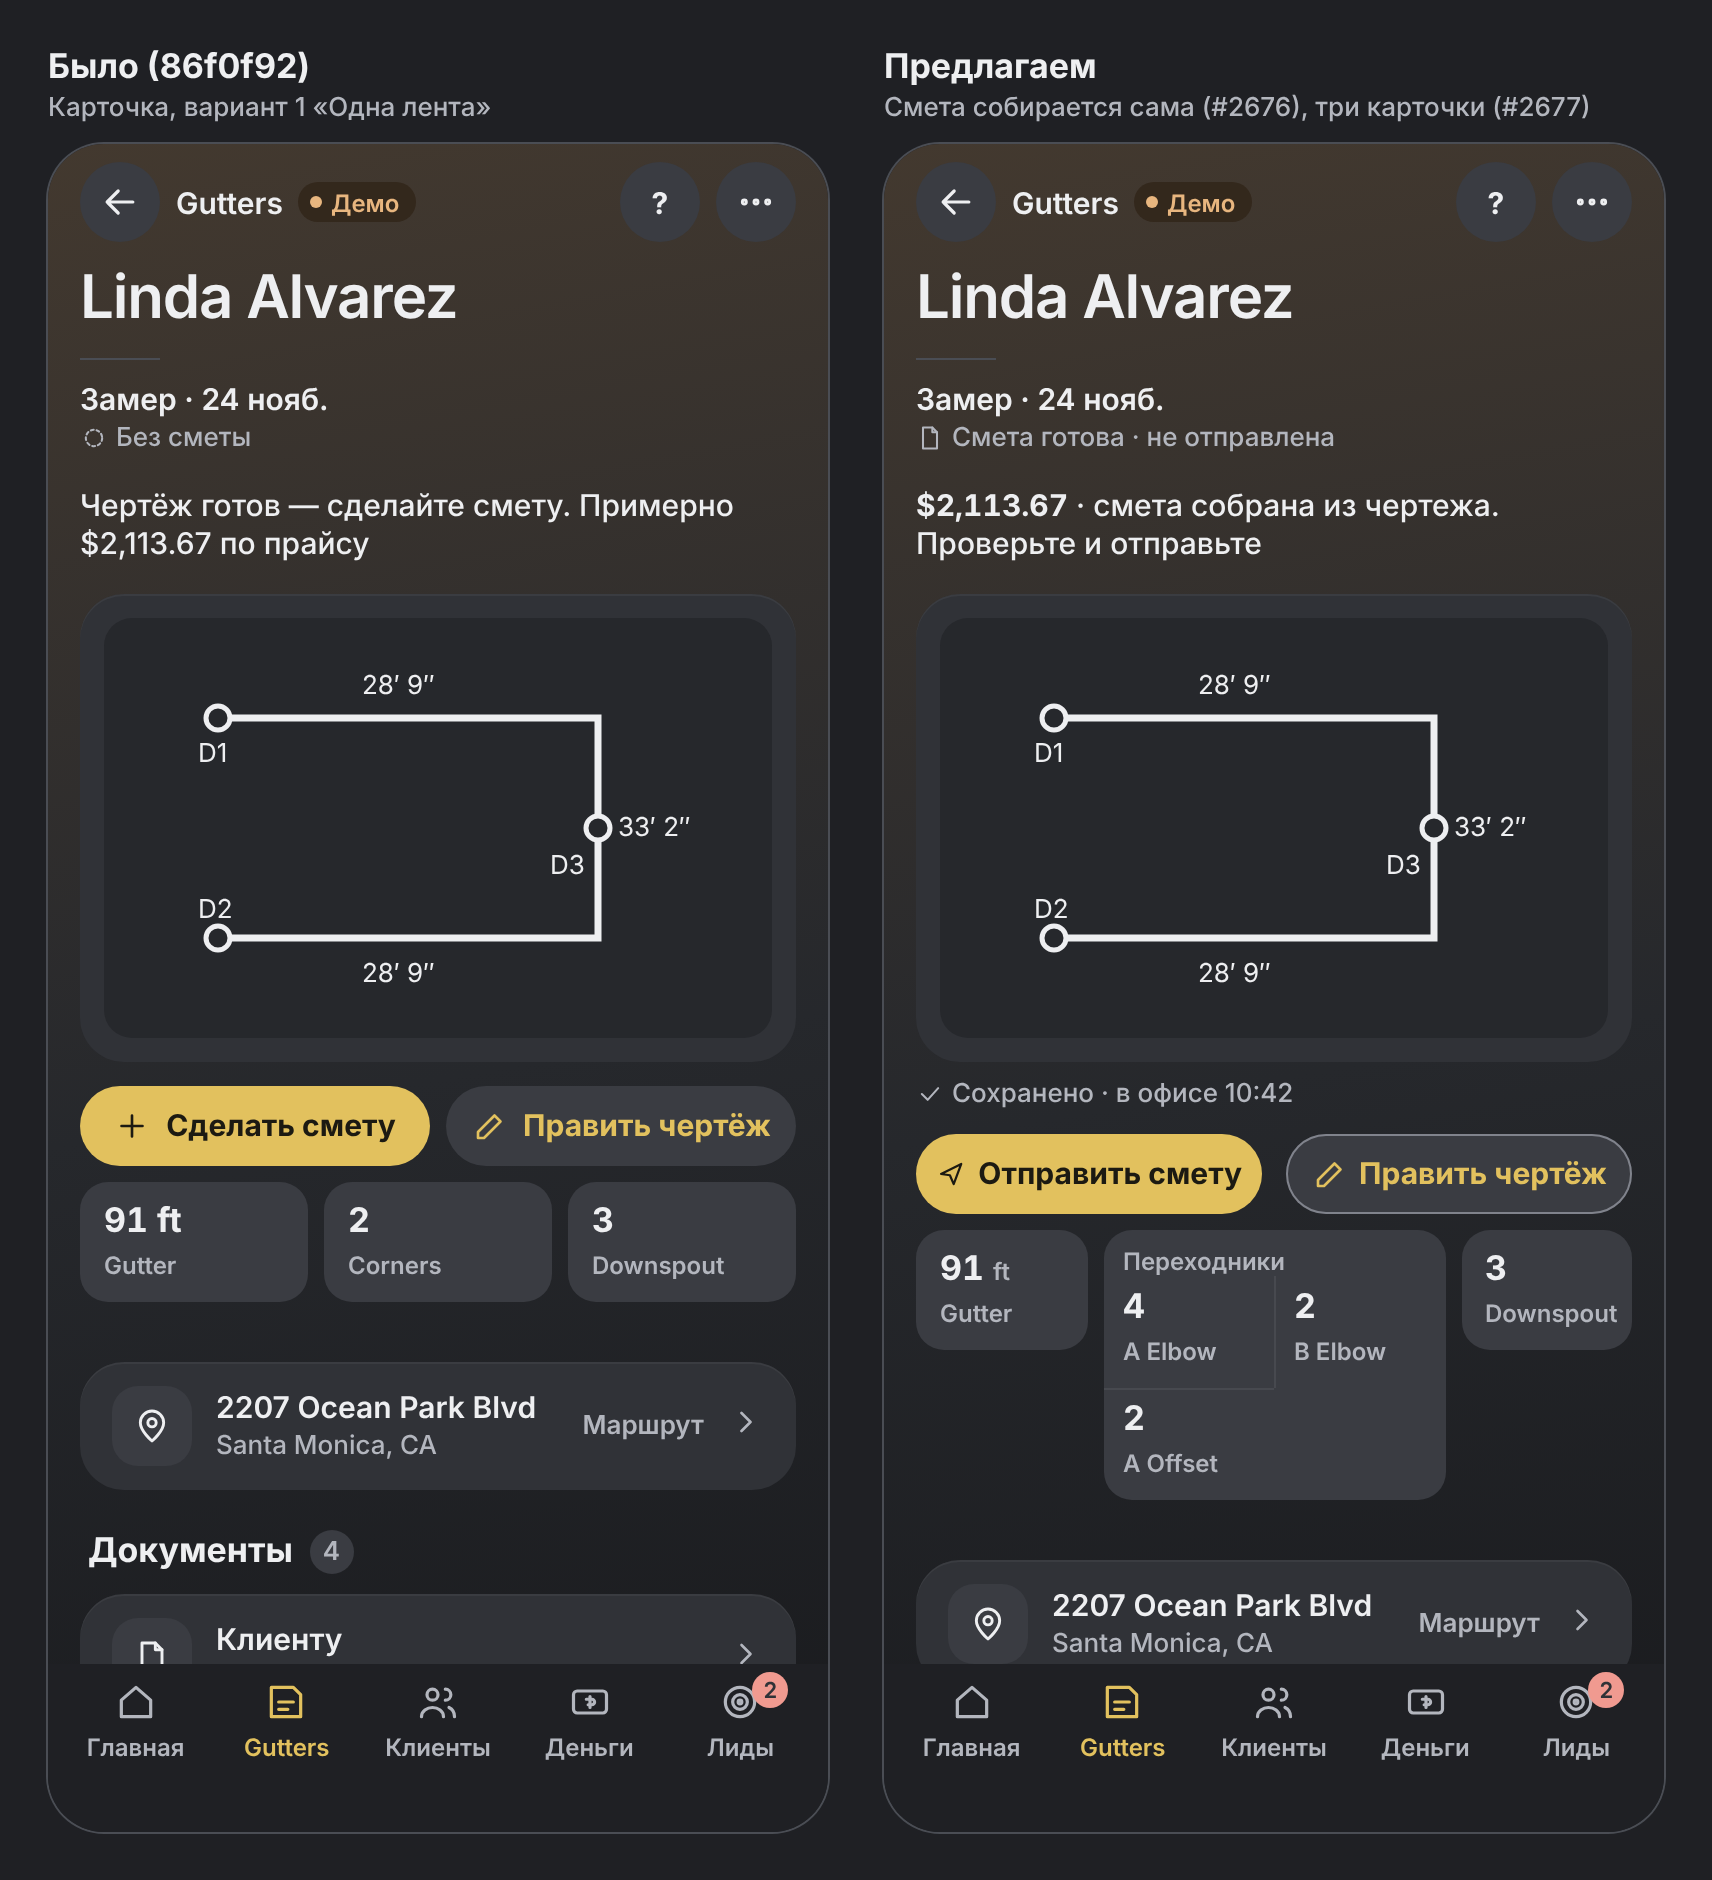 Было (86f0f92)
Карточка, вариант 1 «Одна лента»
Gutters
Демо
?
Linda Alvarez
Замер · 24 нояб.
Без сметы
Чертёж готов — сделайте смету. Примерно
$2,113.67 по прайсу
28′ 9″
D1
33′ 2″
D3
D2
28′ 9″
Сделать смету
Править чертёж
91 ft
Gutter
2
Corners
3
Downspout
2207 Ocean Park Blvd
Santa Monica, CA
Маршрут
Документы 4
Клиенту
Главная
Gutters
Клиенты
Деньги
2
Лиды
Предлагаем
Смета собирается сама (#2676), три карточки (#2677)
Gutters
Демо
?
Linda Alvarez
Замер · 24 нояб.
Смета готова · не отправлена
$2,113.67 · смета собрана из чертежа.
Проверьте и отправьте
28′ 9″
D1
33′ 2″
D3
D2
28′ 9″
Сохранено · в офисе 10:42
Отправить смету
Править чертёж
91 ft
Gutter
Переходники
4
A Elbow
2
B Elbow
2
A Offset
3
Downspout
2207 Ocean Park Blvd
Santa Monica, CA
Маршрут
Главная
Gutters
Клиенты
Деньги
2
Лиды